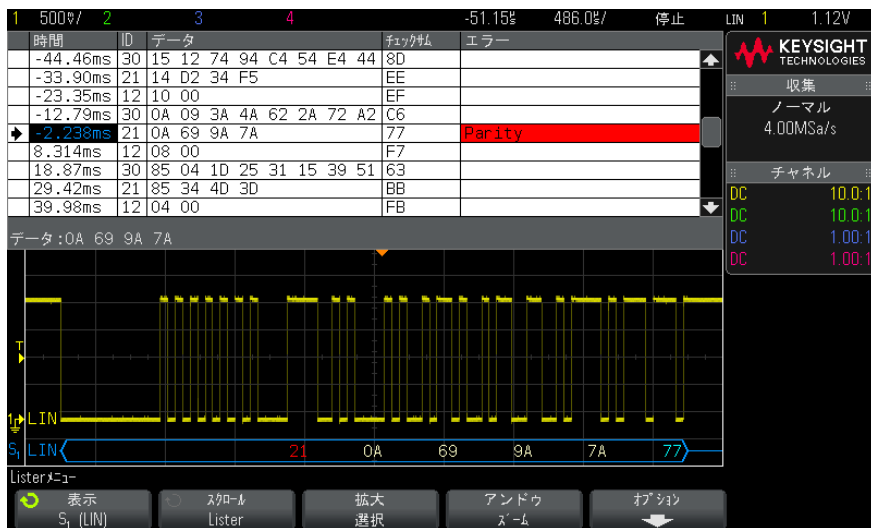 1 500%/ 2 3 4 -51.15% 486.0%/ 停止 LIN 1 1.12V
時間 ID データ チェックサム エラー
-44.46ms 30 15 12 74 94 C4 54 E4 44 8D
-33.90ms 21 14 D2 34 F5 EE
-23.35ms 12 10 00 EF
-12.79ms 30 0A 09 3A 4A 62 2A 72 A2 C6
-2.238ms 21 0A 69 9A 7A 77 Parity
8.314ms 12 08 00 F7
18.87ms 30 85 04 1D 25 31 15 39 51 63
29.42ms 21 85 34 4D 3D BB
39.98ms 12 04 00 FB
データ:0A 69 9A 7A
KEYSIGHT
TECHNOLOGIES
収集
ノーマル
4.00MSa/s
チャネル
DC 10.0:1
DC 10.0:1
DC 1.00:1
DC 1.00:1
T
1 LIN
S1 LIN 21 0A 69 9A 7A 77
Listerメニュー
表示
S1 (LIN)
スクロール
Lister
拡大
選択
アンドゥ
ズーム
オプション